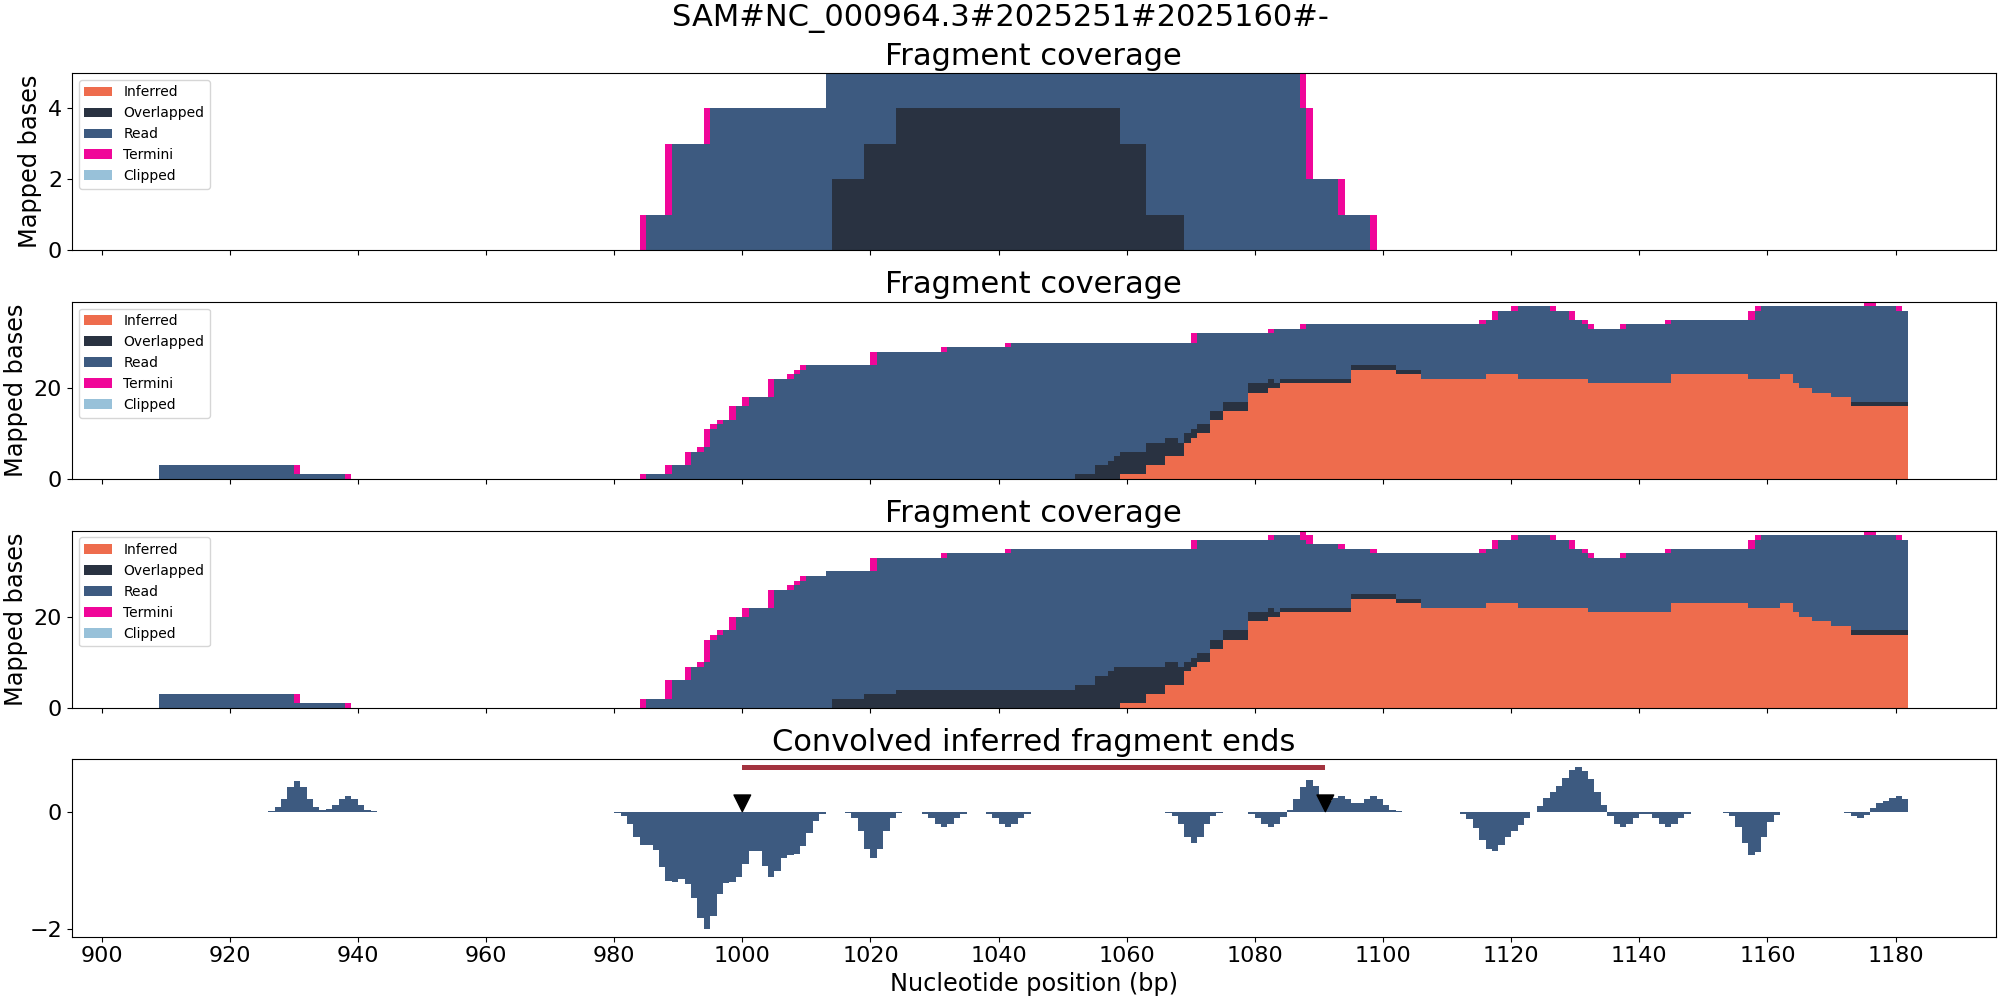 SAM#NC_000964.3#2025251#2025160#-
Fragment coverage
Mapped bases
4
2
0
Inferred
Overlapped
Read
Termini
Clipped
Fragment coverage
Mapped bases
20
0
Inferred
Overlapped
Read
Termini
Clipped
Fragment coverage
Mapped bases
20
0
Inferred
Overlapped
Read
Termini
Clipped
Convolved inferred fragment ends
0
−2
900 920 940 960 980 1000 1020 1040 1060 1080 1100 1120 1140 1160 1180
Nucleotide position (bp)